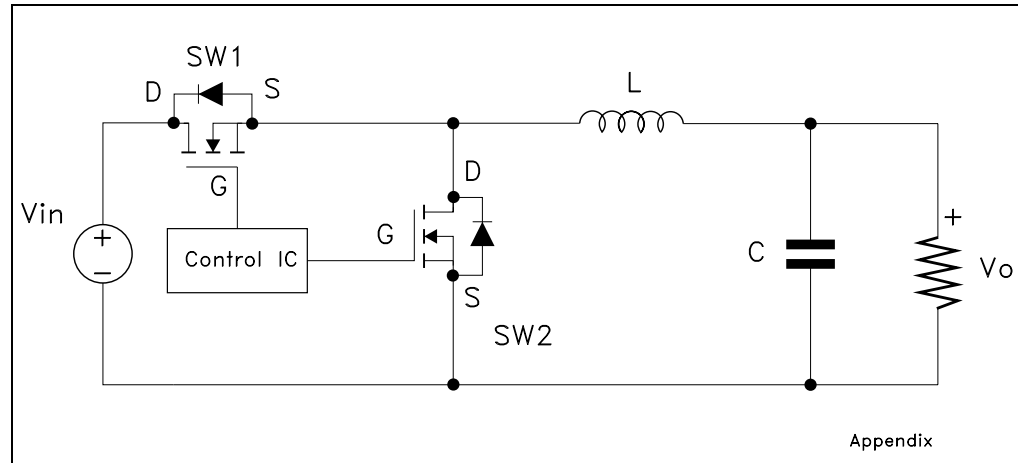 SW1
D
S
L
G
Vin
+
−
Control IC
D
G
S
SW2
C
+
Vo
Appendix